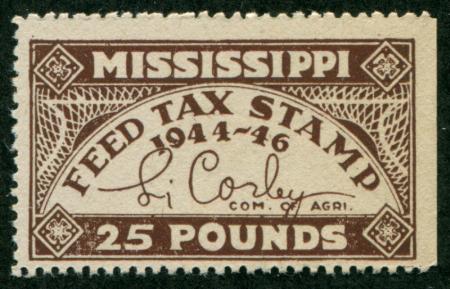 MISSISSIPPI
FEED TAX STAMP
1944~46
Si Corley
COM. OF AGRI.
25 POUNDS